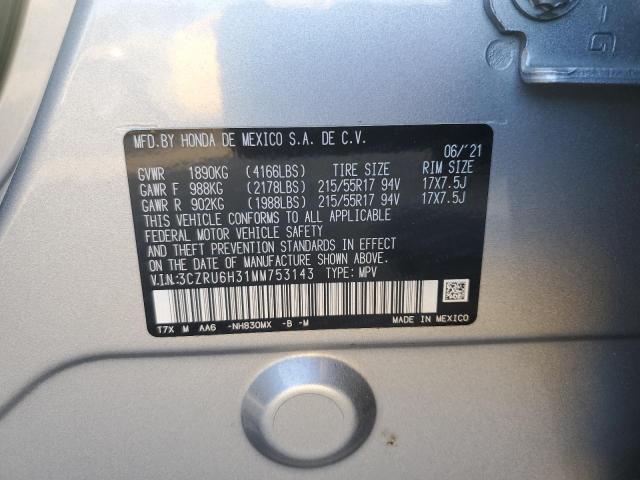 MFD.BY HONDA DE MEXICO S.A. DE C.V.
06/'21
GVWR 1890KG (4166LBS) TIRE SIZE RIM SIZE
GAWR F 988KG (2178LBS) 215/55R17 94V 17X7.5J
GAWR R 902KG (1988LBS) 215/55R17 94V 17X7.5J
THIS VEHICLE CONFORMS TO ALL APPLICABLE
FEDERAL MOTOR VEHICLE SAFETY
AND THEFT PREVENTION STANDARDS IN EFFECT
ON THE DATE OF MANUFACTURE SHOWN ABOVE.
V.I.N.:3CZRU6H31MM753143 TYPE: MPV
T7X M AA6 -NH830MX -B -M
MADE IN MEXICO